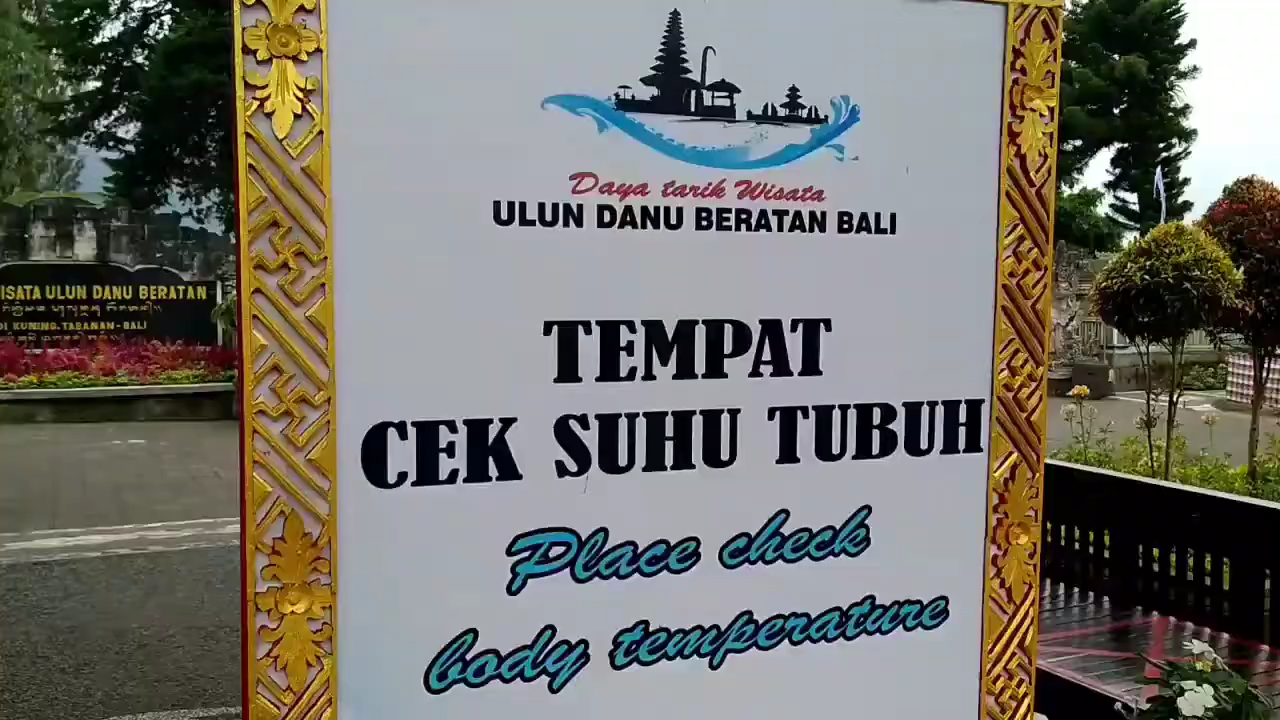 Daya tarik Wisata
ULUN DANU BERATAN BALI
TEMPAT
CEK SUHU TUBUH
Place check
body temperature
ISATA ULUN DANU BERATAN
DI KUNING, TABANAN - BALI